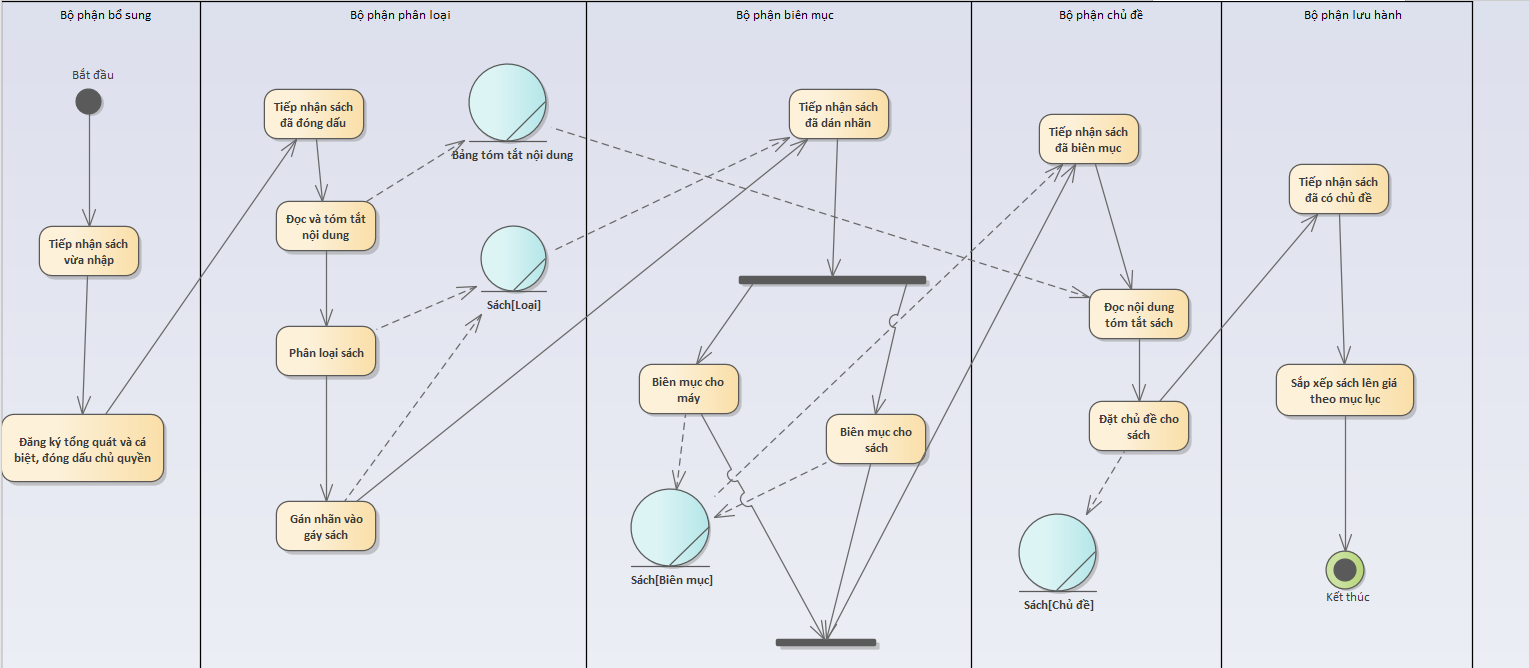 Bộ phận bổ sung
Bộ phận phân loại
Bộ phận biên mục
Bộ phận chủ đề
Bộ phận lưu hành
Bắt đầu
Tiếp nhận sách
vừa nhập
Đăng ký tổng quát và cá
biệt, đóng dấu chủ quyền
Tiếp nhận sách
đã đóng dấu
Bảng tóm tắt nội dung
Đọc và tóm tắt
nội dung
Sách[Loại]
Phân loại sách
Gán nhãn vào
gáy sách
Tiếp nhận sách
đã dán nhãn
Biên mục cho
máy
Biên mục cho
sách
Sách[Biên mục]
Tiếp nhận sách
đã biên mục
Đọc nội dung
tóm tắt sách
Đặt chủ đề cho
sách
Sách[Chủ đề]
Tiếp nhận sách
đã có chủ đề
Sắp xếp sách lên giá
theo mục lục
Kết thúc